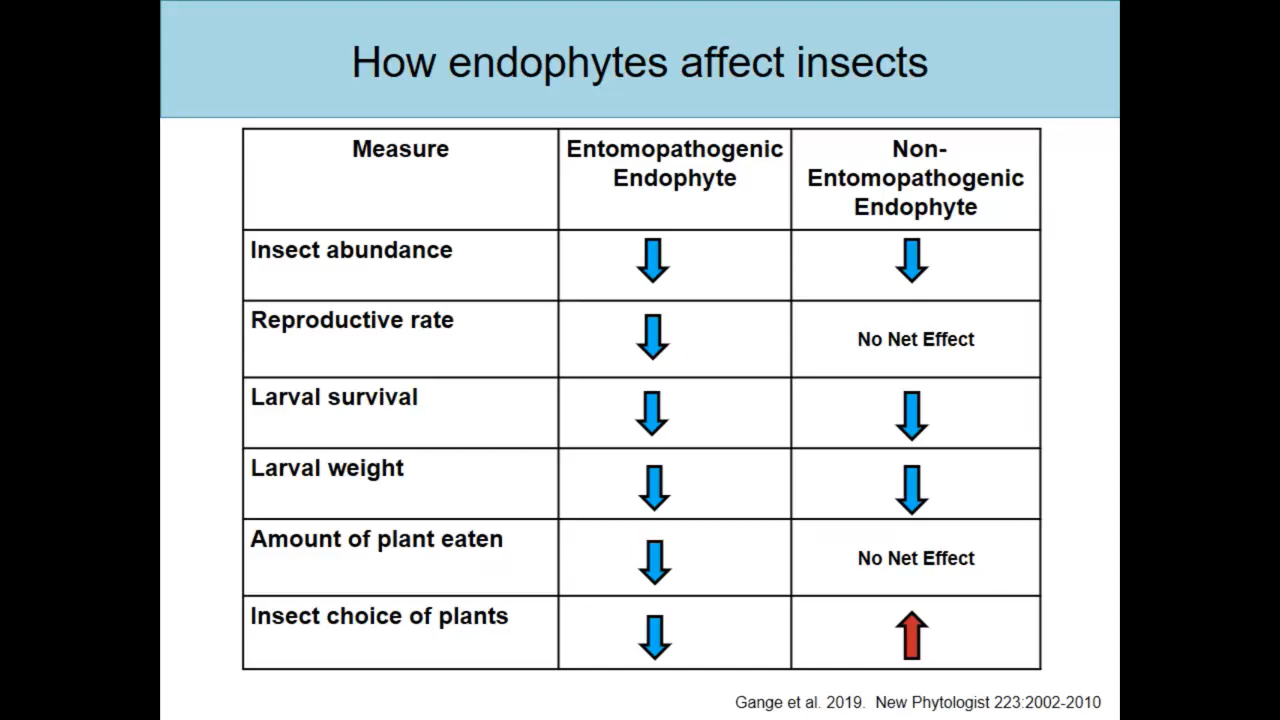 How endophytes affect insects
Measure
Entomopathogenic
Endophyte
Non-
Entomopathogenic
Endophyte
Insect abundance
Reproductive rate
No Net Effect
Larval survival
Larval weight
Amount of plant eaten
No Net Effect
Insect choice of plants
Gange et al. 2019. New Phytologist 223:2002-2010